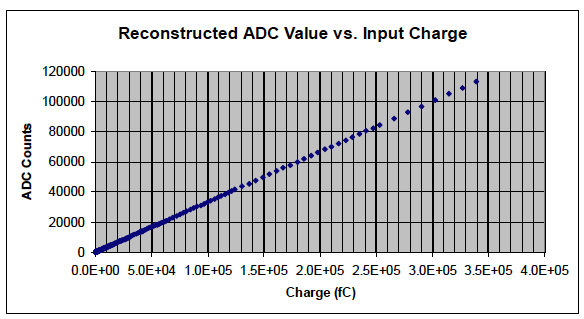 Reconstructed ADC Value vs. Input Charge
120000
100000
80000
60000
40000
20000
0
ADC Counts
0.0E+00 5.0E+04 1.0E+05 1.5E+05 2.0E+05 2.5E+05 3.0E+05 3.5E+05 4.0E+05
Charge (fC)